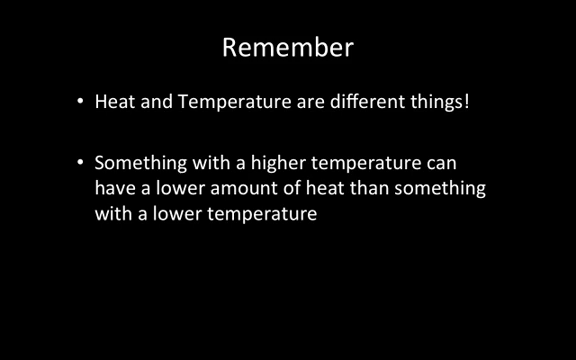 Remember
• Heat and Temperature are different things!
• Something with a higher temperature can
have a lower amount of heat than something
with a lower temperature